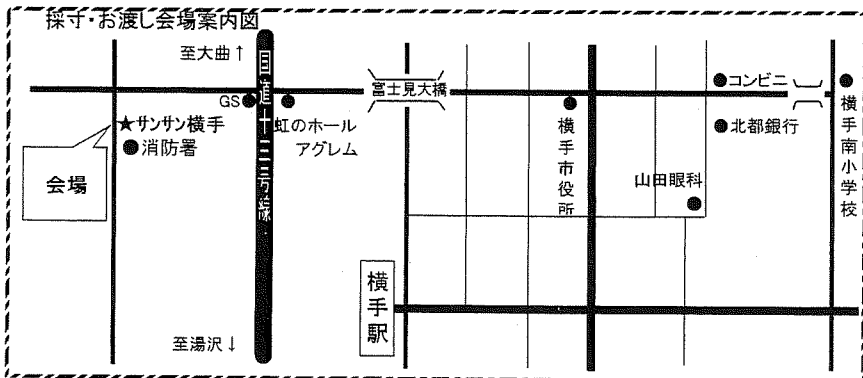 採寸・お渡し会場案内図
至大曲↑
国道十三号線
GS
虹のホール
アグレム
★サンサン横手
消防署
会場
至湯沢↓
富士見大橋
横手駅
横手市役所
山田眼科
コンビニ
北都銀行
横手南小学校